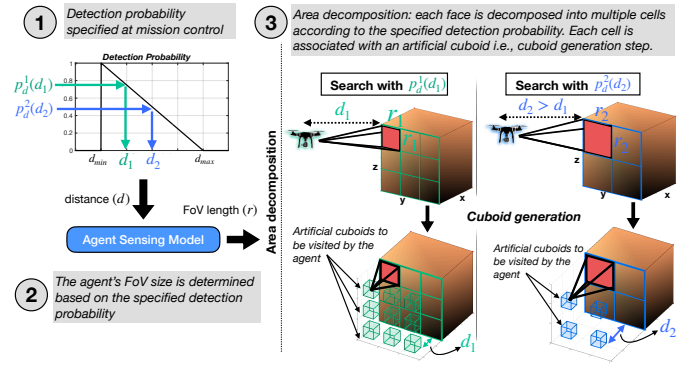 1
Detection probability
specified at mission control
Detection Probability
1
0.8
0.6
0.4
0.2
0
p_d^1(d_1)
p_d^2(d_2)
d_min
d_1
d_2
d_max
distance (d)
FoV length (r)
Agent Sensing Model
2
The agent's FoV size is determined
based on the specified detection
probability
Area decomposition
3
Area decomposition: each face is decomposed into multiple cells
according to the specified detection probability. Each cell is
associated with an artificial cuboid i.e., cuboid generation step.
Search with p_d^1(d_1)
d_1
r_1
r_1
z
y
x
Search with p_d^2(d_2)
d_2 > d_1
r_2
r_2
z
y
x
Cuboid generation
Artificial cuboids to
be visited by the
agent
d_1
Artificial cuboids to
be visited by the
agent
d_2